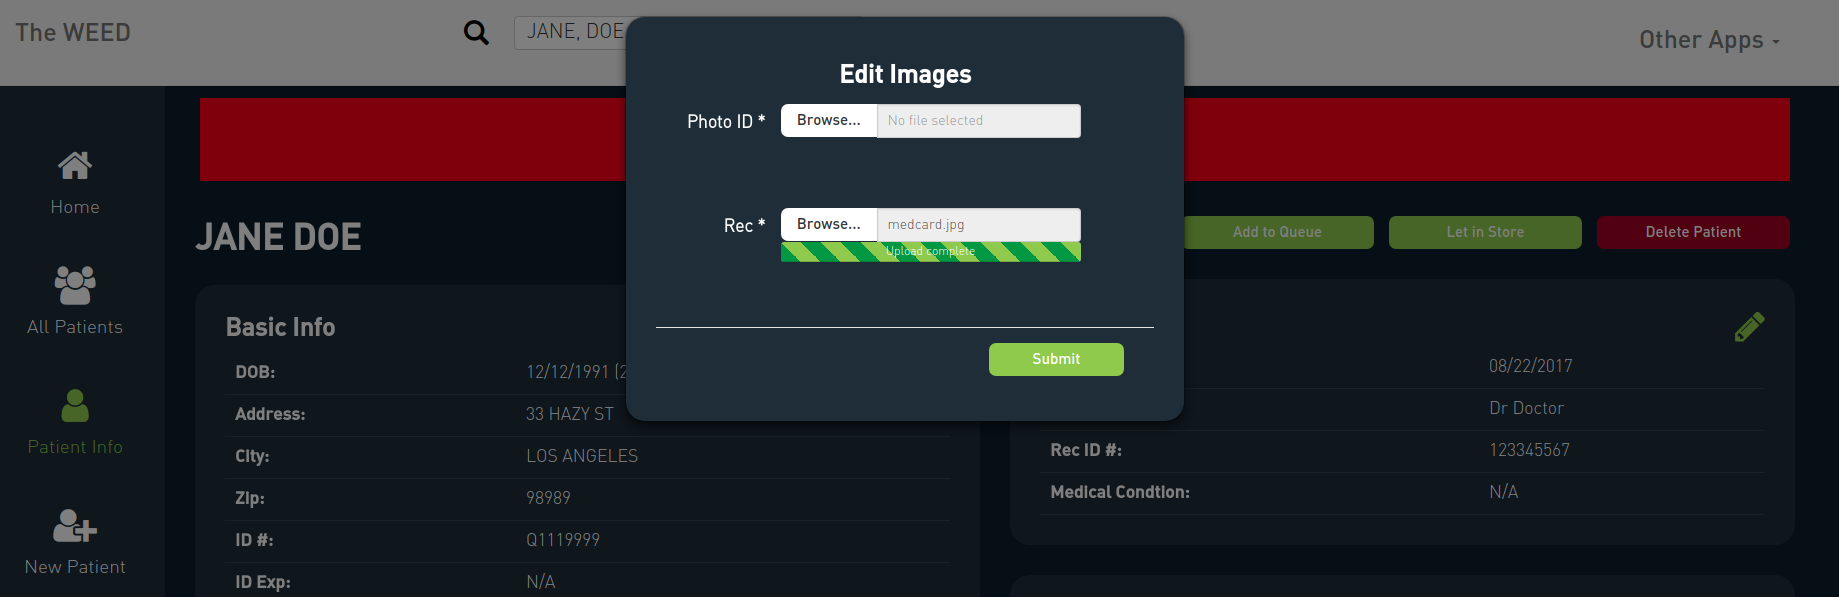 The WEED
JANE, DOE
Other Apps
Edit Images
Photo ID * Browse... No file selected
Rec * Browse... medcard.jpg
Upload complete
Submit
Home
All Patients
Patient Info
New Patient
JANE DOE
Add to Queue Let in Store Delete Patient
Basic Info
DOB: 12/12/1991
Address: 33 HAZY ST
City: LOS ANGELES
Zip: 98989
ID #: Q1119999
ID Exp: N/A
08/22/2017
Dr Doctor
Rec ID #: 123345567
Medical Condtion: N/A